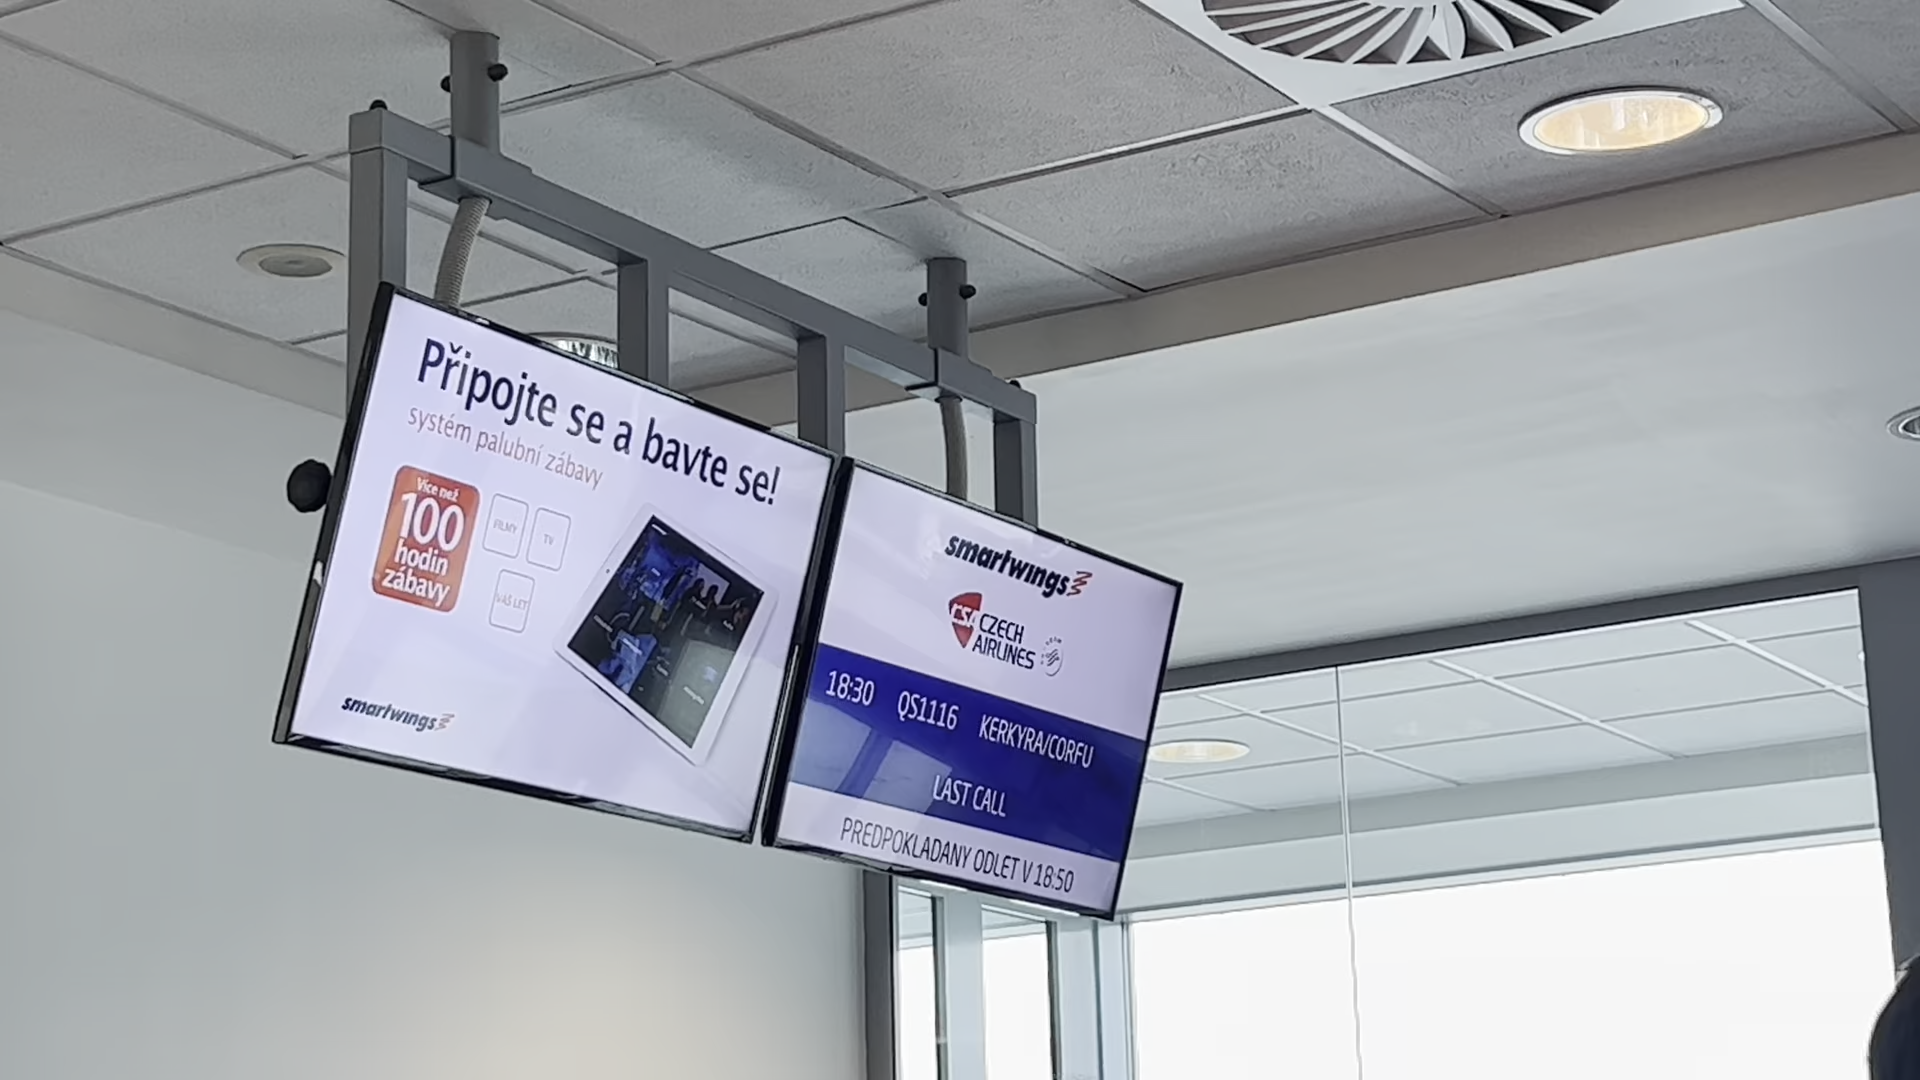 Připojte se a bavte se!
systém palubní zábavy
Více než
100
hodin
zábavy
FILMY
TV
VÁŠ LET
smartwings
smartwings
CSA CZECH
AIRLINES
18:30 QS1116 KERKYRA/CORFU
LAST CALL
PREDPOKLADANY ODLET V 18:50